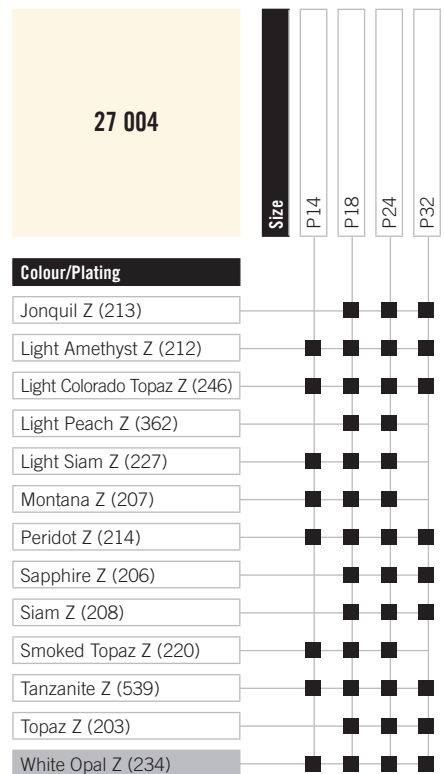 27 004
Size
P14
P18
P24
P32
Colour/Plating
Jonquil Z (213)
Light Amethyst Z (212)
Light Colorado Topaz Z (246)
Light Peach Z (362)
Light Siam Z (227)
Montana Z (207)
Peridot Z (214)
Sapphire Z (206)
Siam Z (208)
Smoked Topaz Z (220)
Tanzanite Z (539)
Topaz Z (203)
White Opal Z (234)